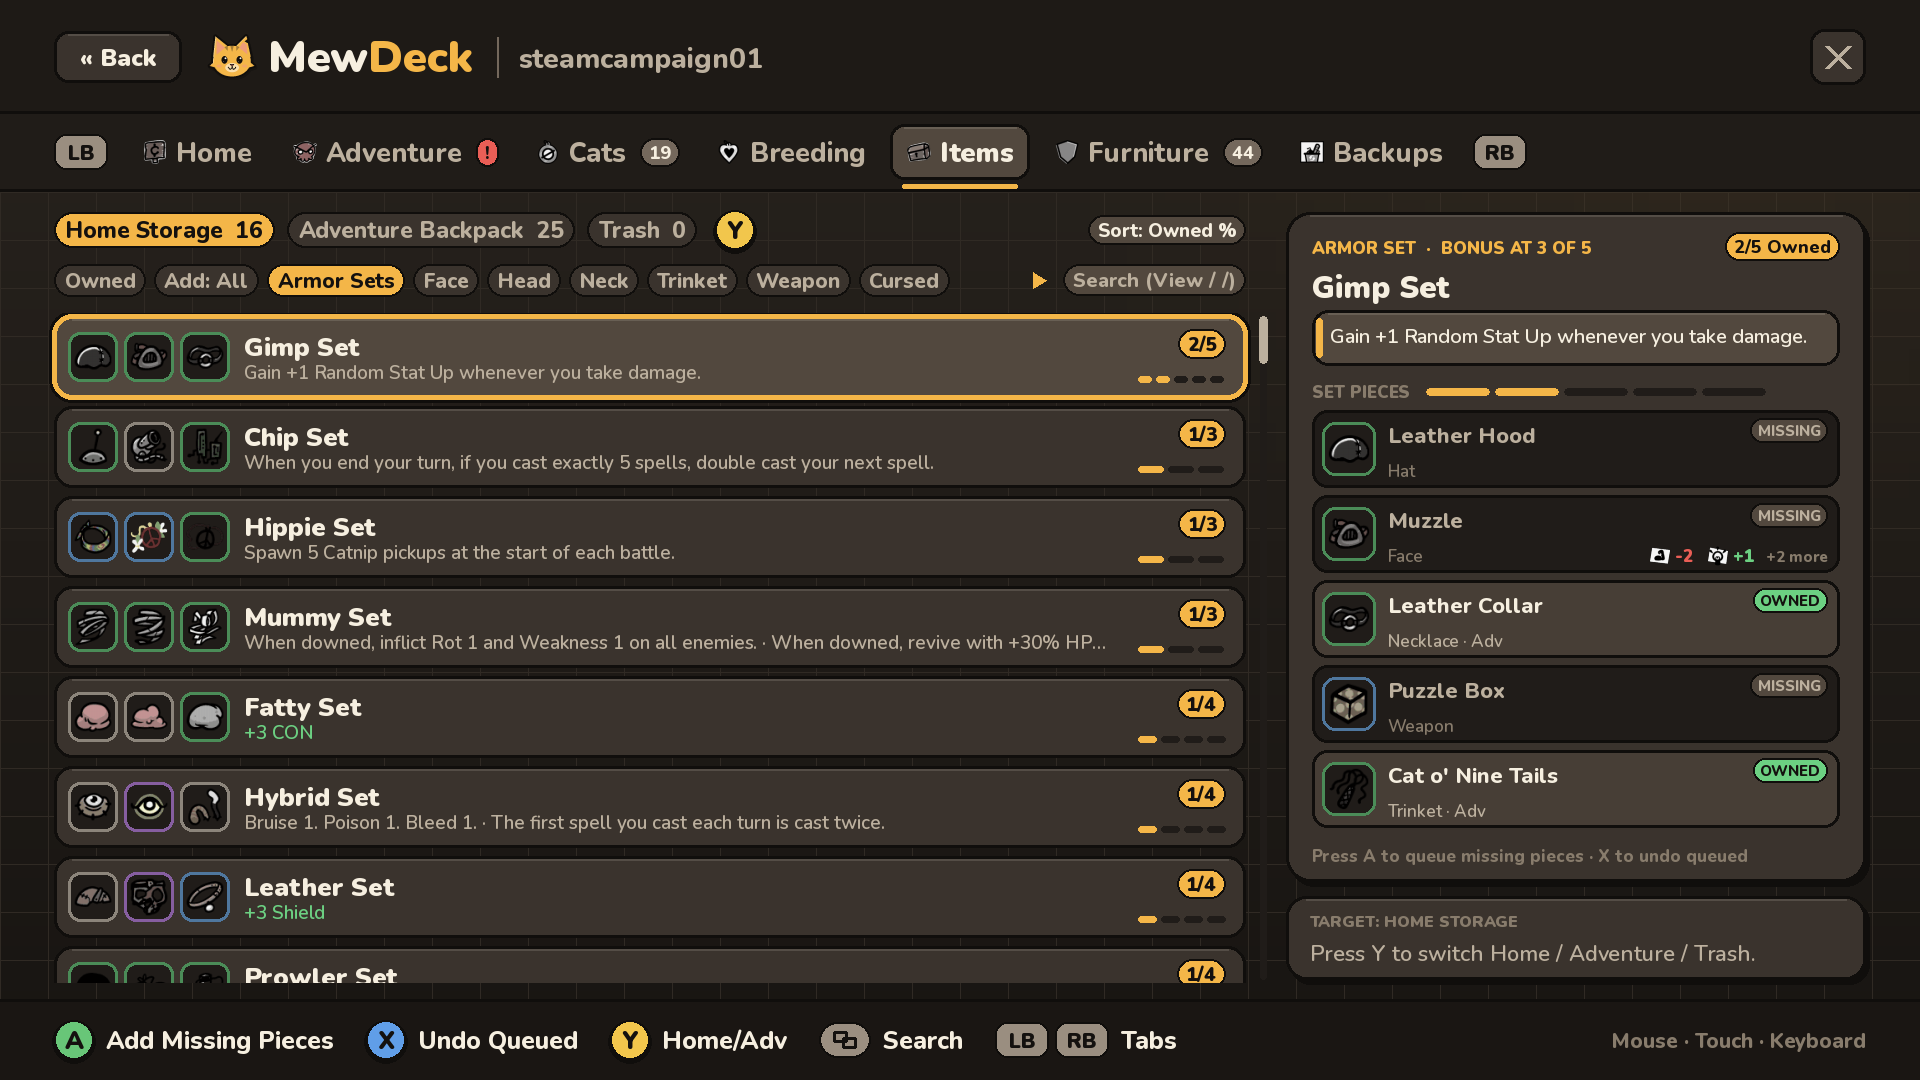 « Back
MewDeck
steamcampaign01
LB
Home
Adventure !
Cats 19
Breeding
Items
Furniture 44
Backups
RB
Home Storage 16
Adventure Backpack 25
Trash 0
Y
Sort: Owned %
Owned
Add: All
Armor Sets
Face
Head
Neck
Trinket
Weapon
Cursed
Search (View / /)
Gimp Set
2/5
Gain +1 Random Stat Up whenever you take damage.
Chip Set
1/3
When you end your turn, if you cast exactly 5 spells, double cast your next spell.
Hippie Set
1/3
Spawn 5 Catnip pickups at the start of each battle.
Mummy Set
1/3
When downed, inflict Rot 1 and Weakness 1 on all enemies. · When downed, revive with +30% HP...
Fatty Set
1/4
+3 CON
Hybrid Set
1/4
Bruise 1. Poison 1. Bleed 1. · The first spell you cast each turn is cast twice.
Leather Set
1/4
+3 Shield
Prowler Set
1/4
ARMOR SET · BONUS AT 3 OF 5
2/5 Owned
Gimp Set
Gain +1 Random Stat Up whenever you take damage.
SET PIECES
Leather Hood
MISSING
Hat
Muzzle
MISSING
Face
-2 +1 +2 more
Leather Collar
OWNED
Necklace · Adv
Puzzle Box
MISSING
Weapon
Cat o' Nine Tails
OWNED
Trinket · Adv
Press A to queue missing pieces · X to undo queued
TARGET: HOME STORAGE
Press Y to switch Home / Adventure / Trash.
A Add Missing Pieces
X Undo Queued
Y Home/Adv
Search
LB RB Tabs
Mouse · Touch · Keyboard